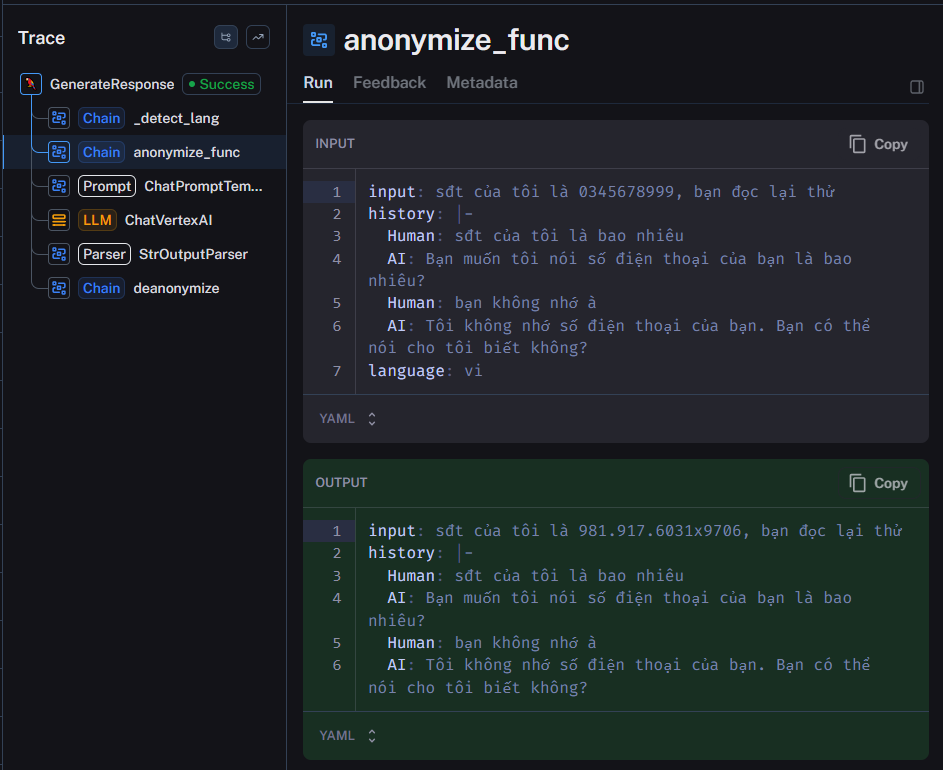 Trace
GenerateResponse Success
Chain _detect_lang
Chain anonymize_func
Prompt ChatPromptTem...
LLM ChatVertexAI
Parser StrOutputParser
Chain deanonymize
anonymize_func
Run Feedback Metadata
INPUT Copy
1 input: sđt của tôi là 0345678999, bạn đọc lại thử
2 history: |-
3 Human: sđt của tôi là bao nhiêu
4 AI: Bạn muốn tôi nói số điện thoại của bạn là bao
nhiêu?
5 Human: bạn không nhớ à
6 AI: Tôi không nhớ số điện thoại của bạn. Bạn có thể
nói cho tôi biết không?
7 language: vi
YAML
OUTPUT Copy
1 input: sđt của tôi là 981.917.6031x9706, bạn đọc lại thử
2 history: |-
3 Human: sđt của tôi là bao nhiêu
4 AI: Bạn muốn tôi nói số điện thoại của bạn là bao
nhiêu?
5 Human: bạn không nhớ à
6 AI: Tôi không nhớ số điện thoại của bạn. Bạn có thể
nói cho tôi biết không?
YAML